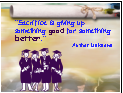 "Sacrifice is giving up
something good for something
better."
Author Unknown